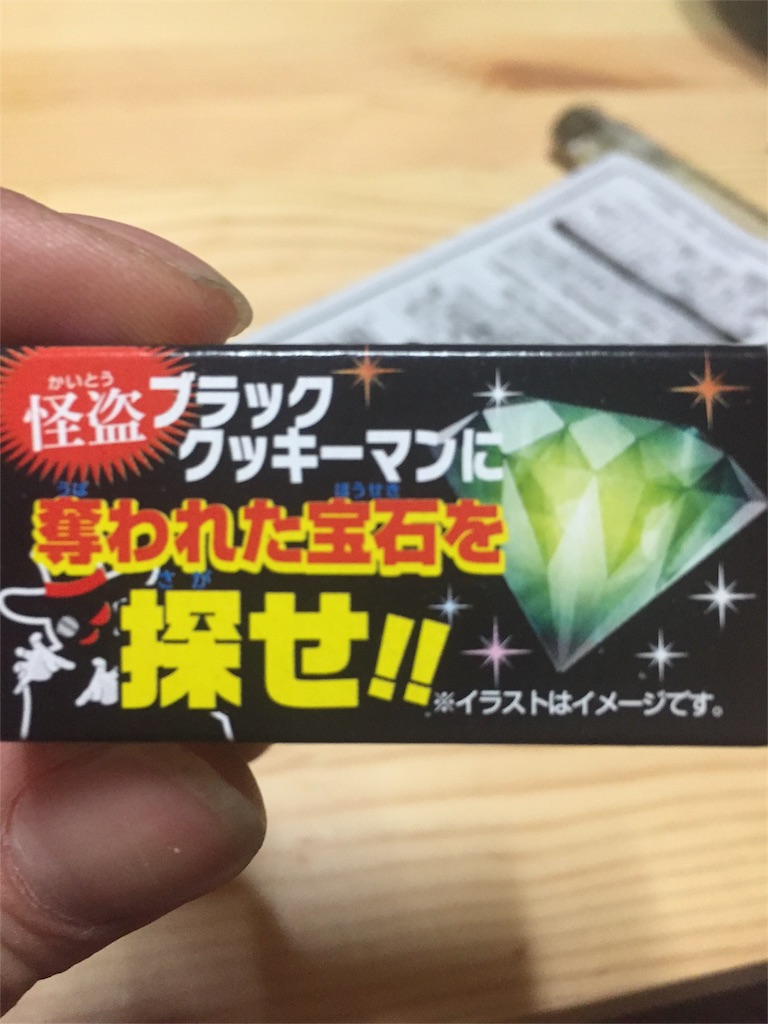 かいとう
怪盗ブラック
クッキーマンに
うば ほうせき
奪われた宝石を
さが
探せ!!
※イラストはイメージです。